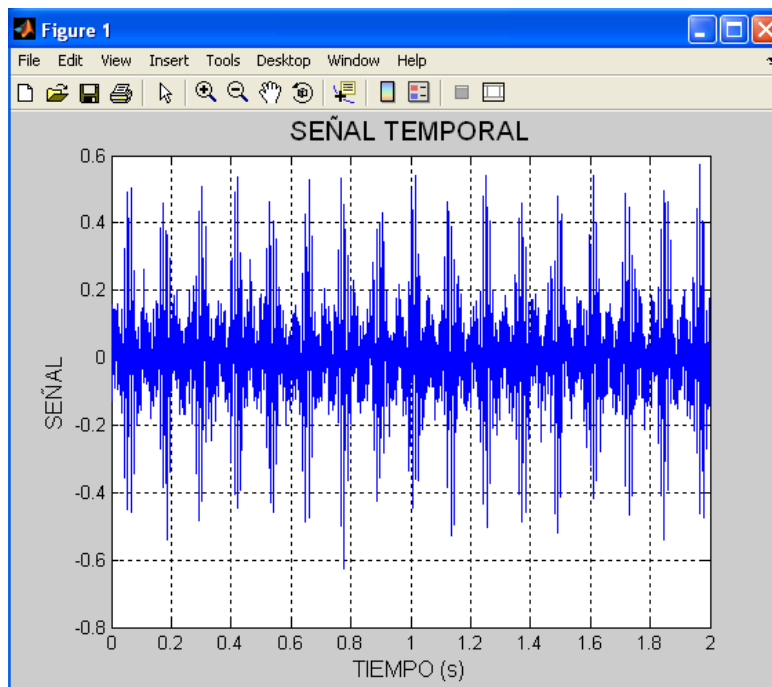 Figure 1
File Edit View Insert Tools Desktop Window Help
SEÑAL TEMPORAL
0.6
0.4
0.2
0
-0.2
-0.4
-0.6
-0.8
SEÑAL
0 0.2 0.4 0.6 0.8 1 1.2 1.4 1.6 1.8 2
TIEMPO (s)